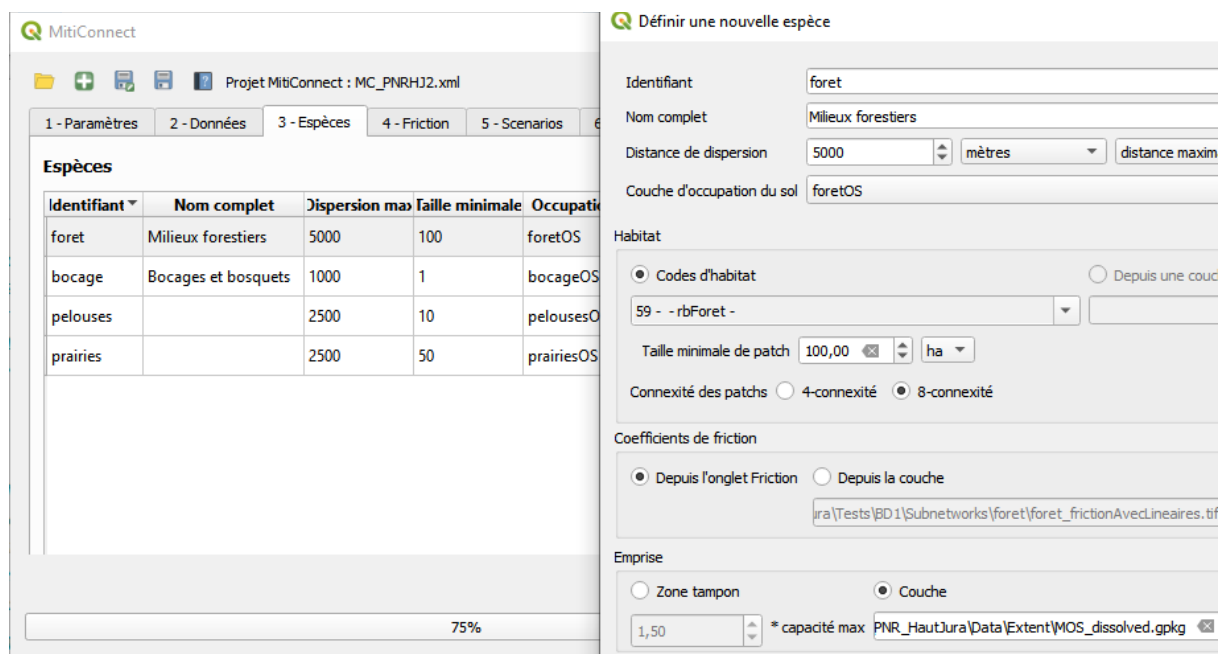 MitiConnect
Projet MitiConnect : MC_PNRHJ2.xml
1 - Paramètres 2 - Données 3 - Espèces 4 - Friction 5 - Scenarios 6
Espèces
Identifiant Nom complet Dispersion max Taille minimale Occupatio
foret Milieux forestiers 5000 100 foretOS
bocage Bocages et bosquets 1000 1 bocageOS
pelouses 2500 10 pelousesO
prairies 2500 50 prairiesOS
75%
Définir une nouvelle espèce
Identifiant foret
Nom complet Milieux forestiers
Distance de dispersion 5000 mètres distance maxima
Couche d'occupation du sol foretOS
Habitat
Codes d'habitat Depuis une couc
59 - - rbForet -
Taille minimale de patch 100,00 ha
Connexité des patchs 4-connexité 8-connexité
Coefficients de friction
Depuis l'onglet Friction Depuis la couche
ura\Tests\BD1\Subnetworks\foret\foret_frictionAvecLineaires.tif
Emprise
Zone tampon Couche
1,50 * capacité max PNR_HautJura\Data\Extent\MOS_dissolved.gpkg